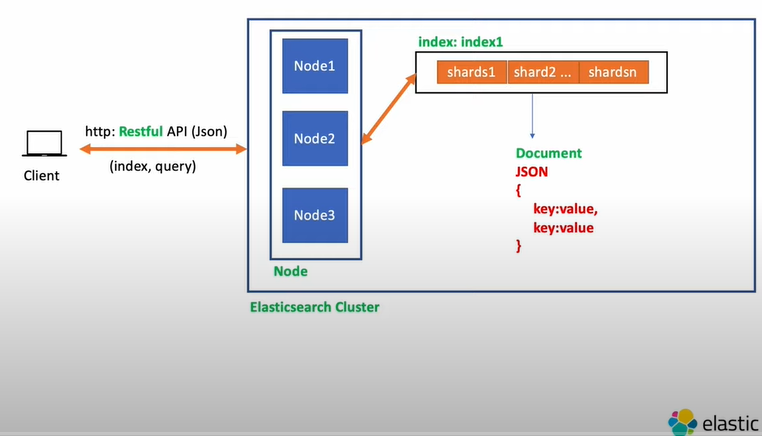 index: index1
Node1
shards1 shard2 ... shardsn
http: Restful API (Json)
Node2
(index, query)
Client
Document
JSON
{
key:value,
key:value
}
Node3
Node
Elasticsearch Cluster
elastic